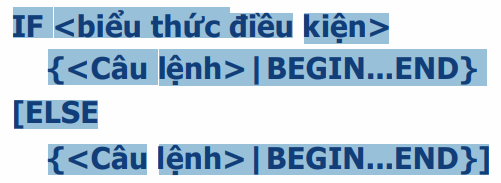 IF <biểu thức điều kiện>
{<Câu lệnh>|BEGIN...END}
[ELSE
{<Câu lệnh>|BEGIN...END}]